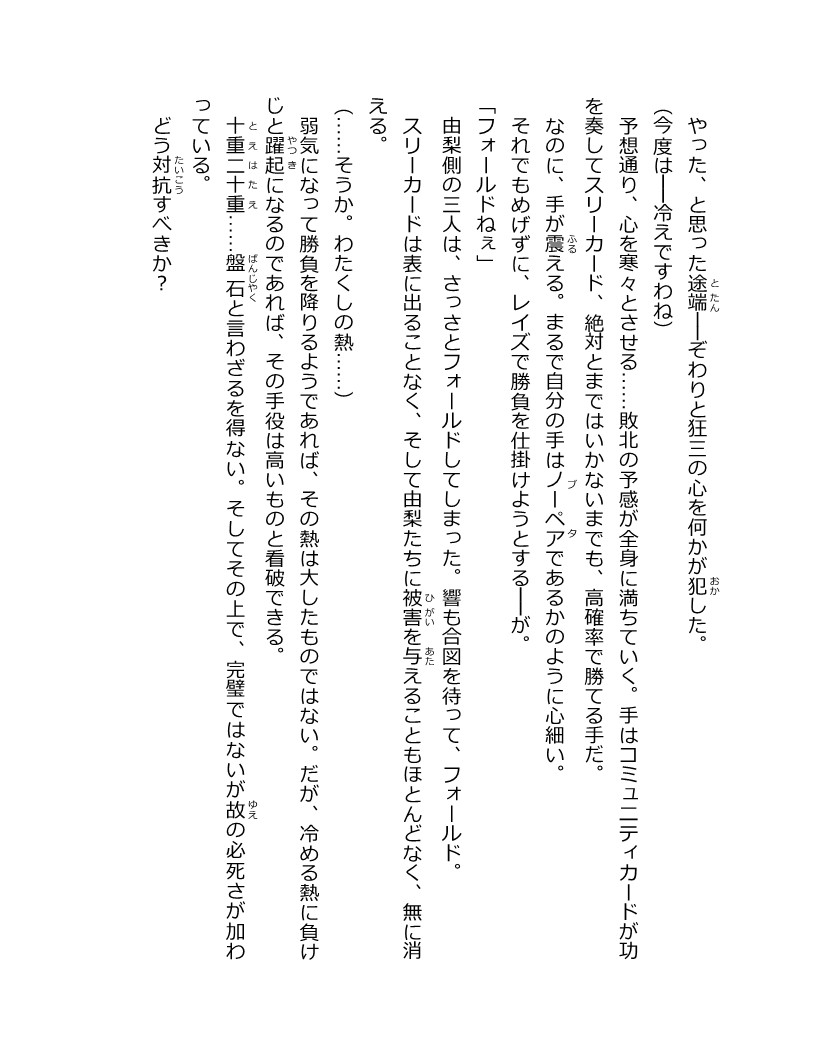 やった、と思った途端――ぞわりと狂三の心を何かが犯した。
(今度は――冷えですわね)
予想通り、心を寒々とさせる……敗北の予感が全身に満ちていく。手はコミュニティカードが功
を奏してスリーカード、絶対とまではいかないまでも、高確率で勝てる手だ。
なのに、手が震える。まるで自分の手はノーペアであるかのように心細い。
それでもめげずに、レイズで勝負を仕掛けようとする――が。
「フォールドねぇ」
由梨側の三人は、さっさとフォールドしてしまった。響も合図を待って、フォールド。
スリーカードは表に出ることなく、そして由梨たちに被害を与えることもほとんどなく、無に消
える。
(……そうか。わたくしの熱……)
弱気になって勝負を降りるようであれば、その熱は大したものではない。だが、冷める熱に負け
じと躍起になるのであれば、その手役は高いものと看破できる。
十重二十重……盤石と言わざるを得ない。そしてその上で、完璧ではないが故の必死さが加わ
っている。
どう対抗すべきか？